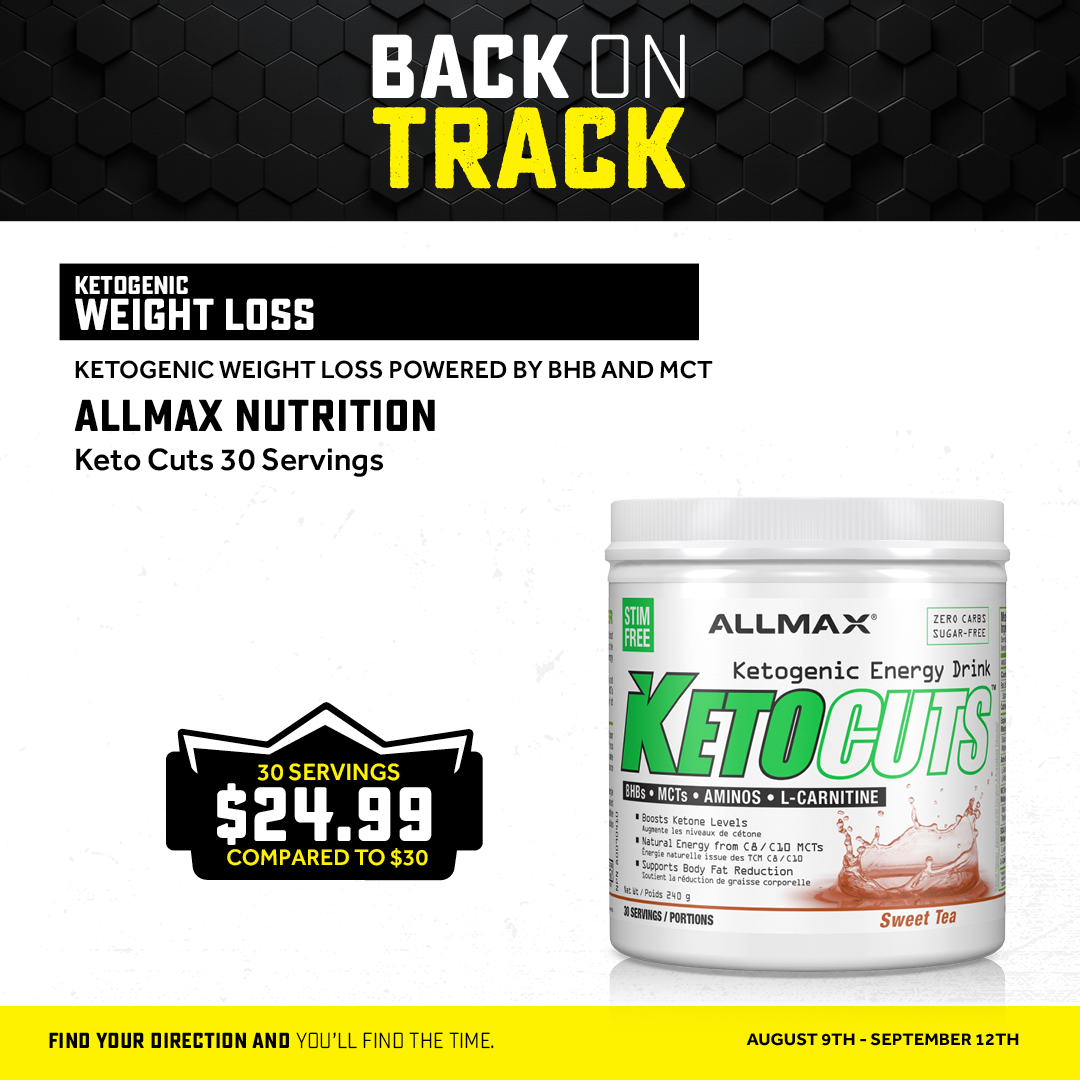 BACK ON
TRACK
KETOGENIC
WEIGHT LOSS
KETOGENIC WEIGHT LOSS POWERED BY BHB AND MCT
ALLMAX NUTRITION
Keto Cuts 30 Servings
STIM
FREE
ALLMAX®
ZERO CARBS
SUGAR-FREE
Ketogenic Energy Drink
KETOCUTS™
BHBs • MCTs • AMINOS • L-CARNITINE
▪ Boosts Ketone Levels
Augmente les niveaux de cétone
▪ Natural Energy from C8/C10 MCTs
Énergie naturelle issue des TCM C8/C10
▪ Supports Body Fat Reduction
Soutient la réduction de graisse corporelle
Net Wt/Poids 240 g
30 SERVINGS / PORTIONS
Sweet Tea
30 SERVINGS
$24.99
COMPARED TO $30
FIND YOUR DIRECTION AND YOU'LL FIND THE TIME.
AUGUST 9TH - SEPTEMBER 12TH